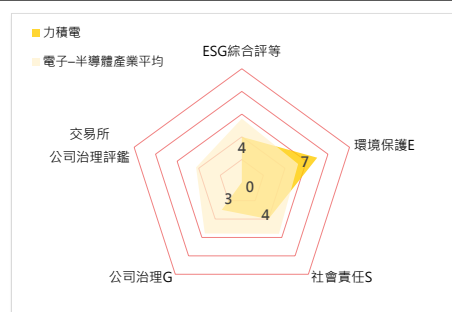 力積電
電子–半導體產業平均
ESG綜合評等
環境保護E
社會責任S
公司治理G
交易所
公司治理評鑑
4
7
4
3
0